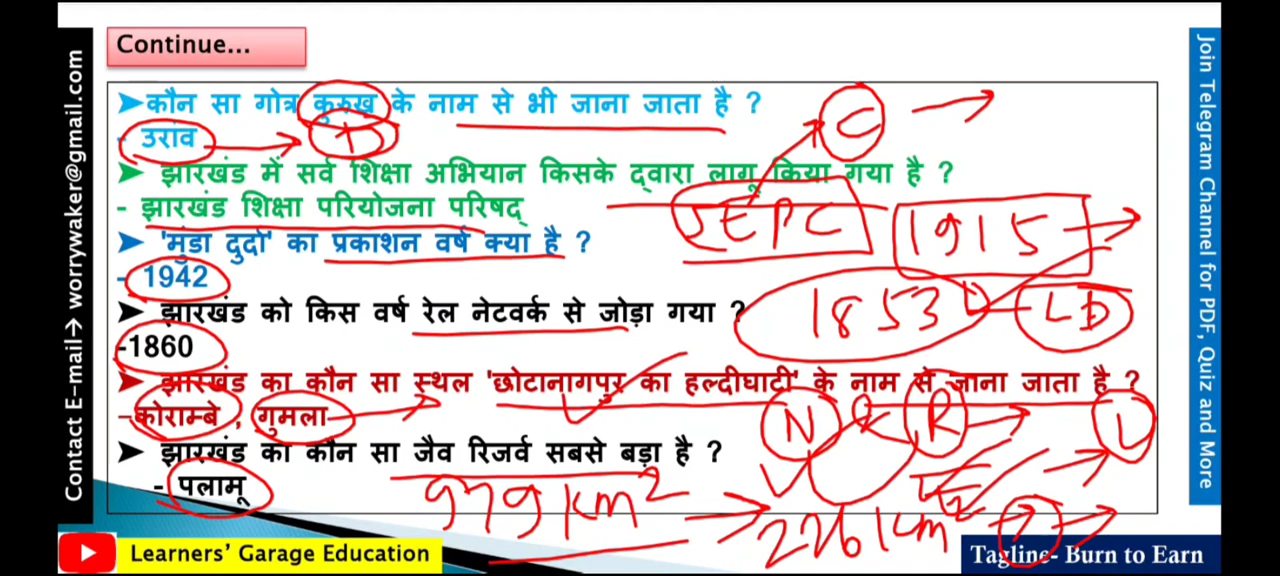 Continue...
➤कौन सा गोत्र कुरुख के नाम से भी जाना जाता है ?
- उरांव
➤ झारखंड में सर्व शिक्षा अभियान किसके द्वारा लागू किया गया है ?
- झारखंड शिक्षा परियोजना परिषद्
➤ 'मुंडा दुदो' का प्रकाशन वर्ष क्या है ?
- 1942
➤ झारखंड को किस वर्ष रेल नेटवर्क से जोड़ा गया ?
-1860
➤ झारखंड का कौन सा स्थल 'छोटानागपुर का हल्दीघाटी' के नाम से जाना जाता है ?
-कोराम्बे , गुमला
➤ झारखंड का कौन सा जैव रिजर्व सबसे बड़ा है ?
- पलामू
C
JEPC
1915
1853
LD
N & R
L
979 km²
226 km²
Contact E-mail→ worrywaker@gmail.com
Join Telegram Channel for PDF, Quiz and More
Learners' Garage Education
Tagline- Burn to Earn